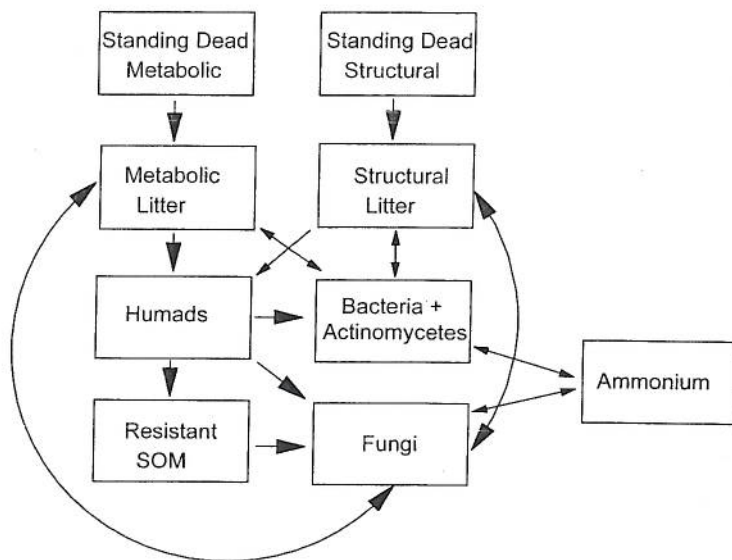 Standing Dead
Metabolic
Standing Dead
Structural
Metabolic
Litter
Structural
Litter
Humads
Bacteria +
Actinomycetes
Ammonium
Resistant
SOM
Fungi